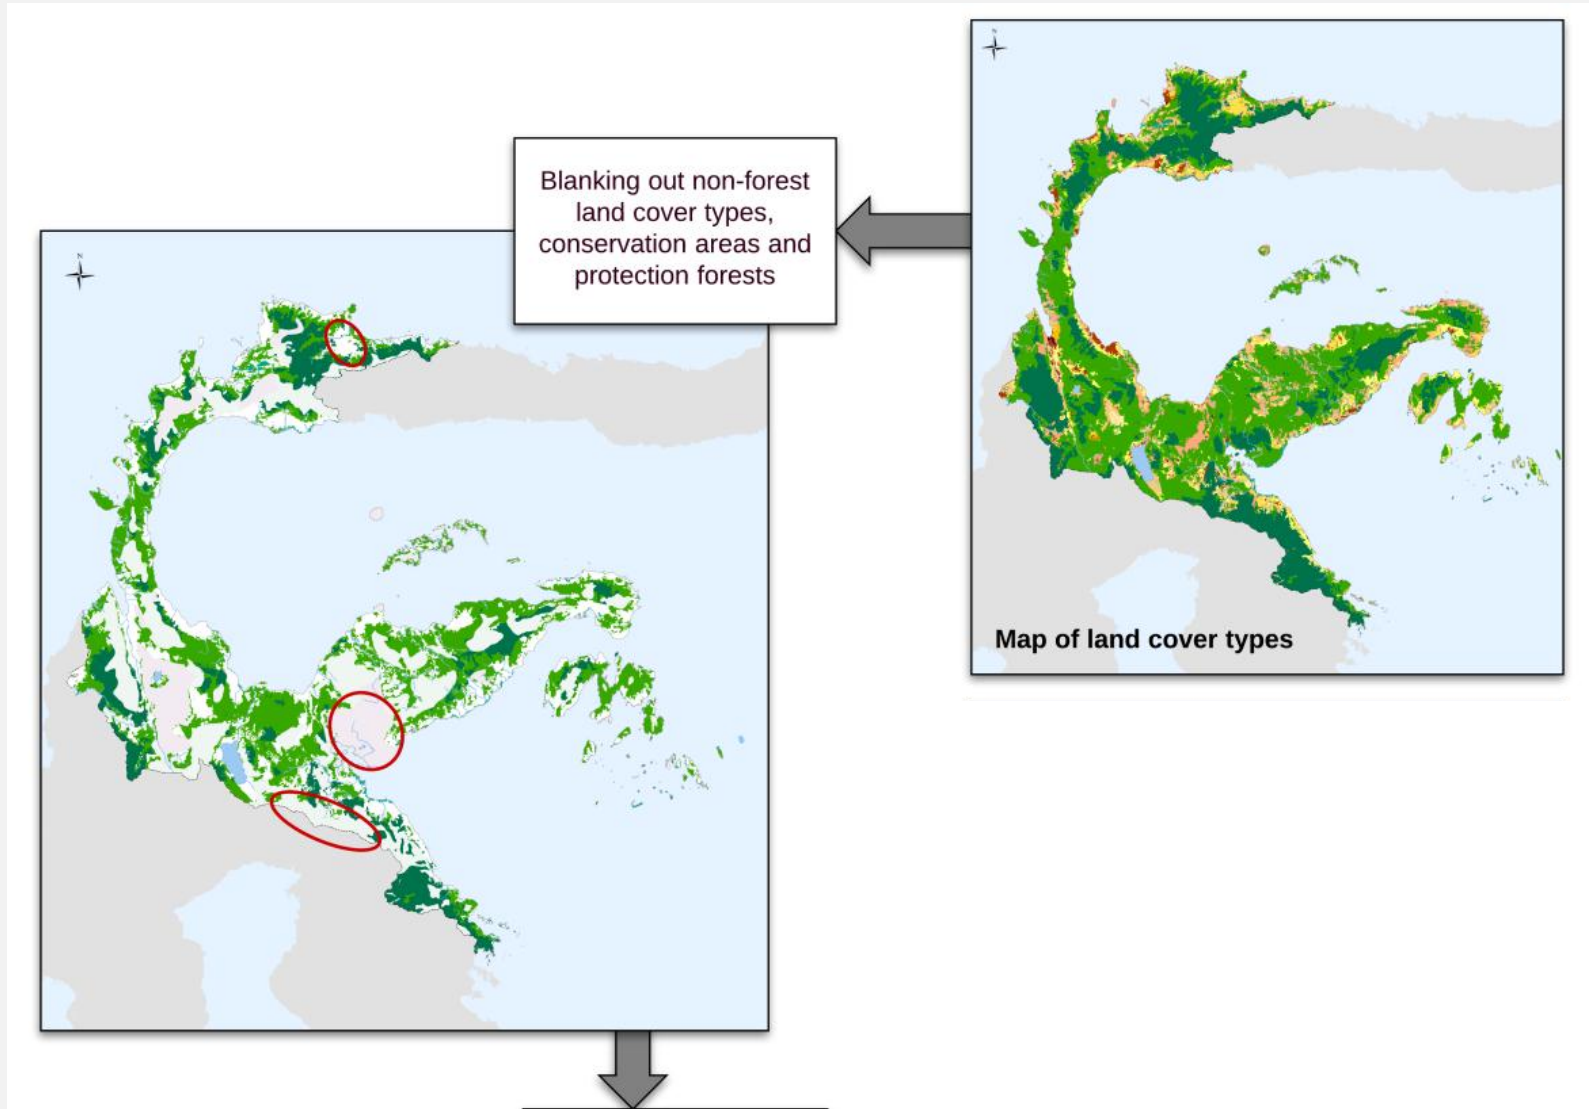 N
Blanking out non-forest
land cover types,
conservation areas and
protection forests
N
Map of land cover types